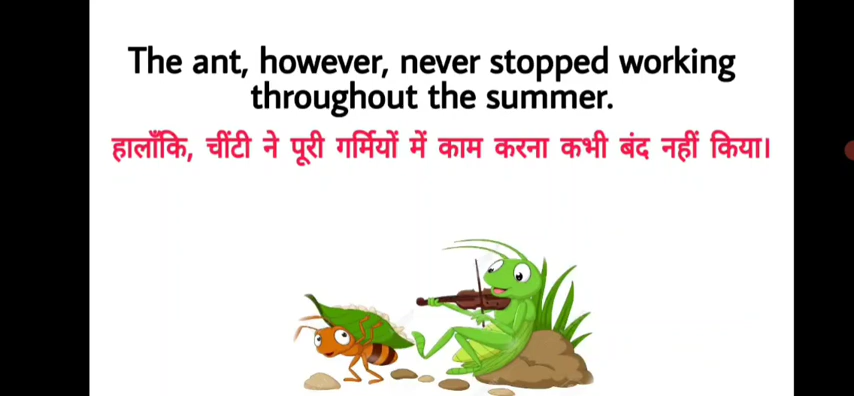 The ant, however, never stopped working
throughout the summer.
हालाँकि, चींटी ने पूरी गर्मियों में काम करना कभी बंद नहीं किया।